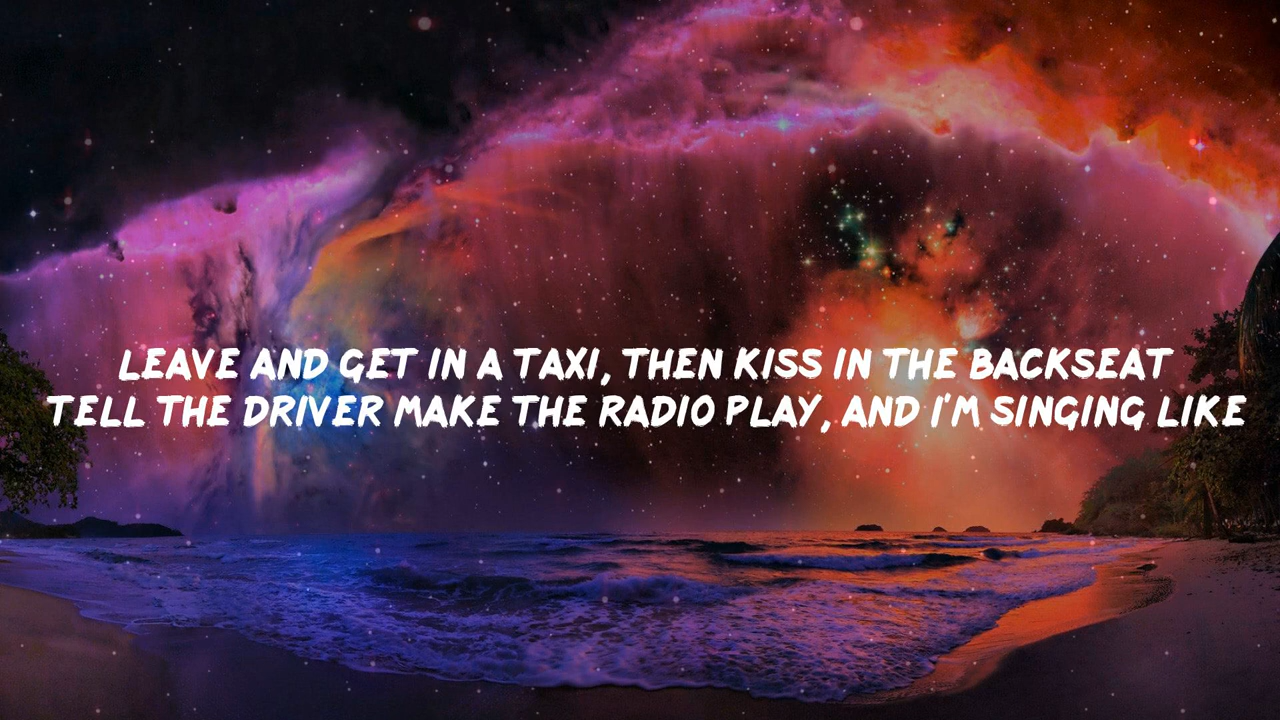 LEAVE AND GET IN A TAXI, THEN KISS IN THE BACKSEAT
TELL THE DRIVER MAKE THE RADIO PLAY, AND I'M SINGING LIKE